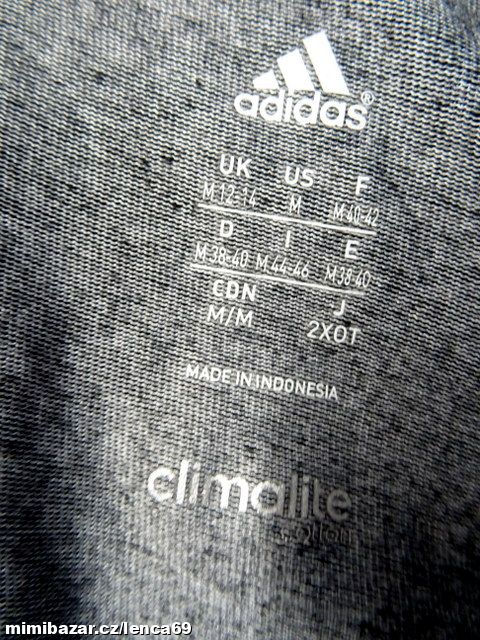 adidas®
UK US F
M 12-14 M M 40-42
D I E
M 38-40 M 44-46 M 38-40
CDN J
M/M 2XOT
MADE IN INDONESIA
climalite
cotton
mimibazar.cz/lenca69